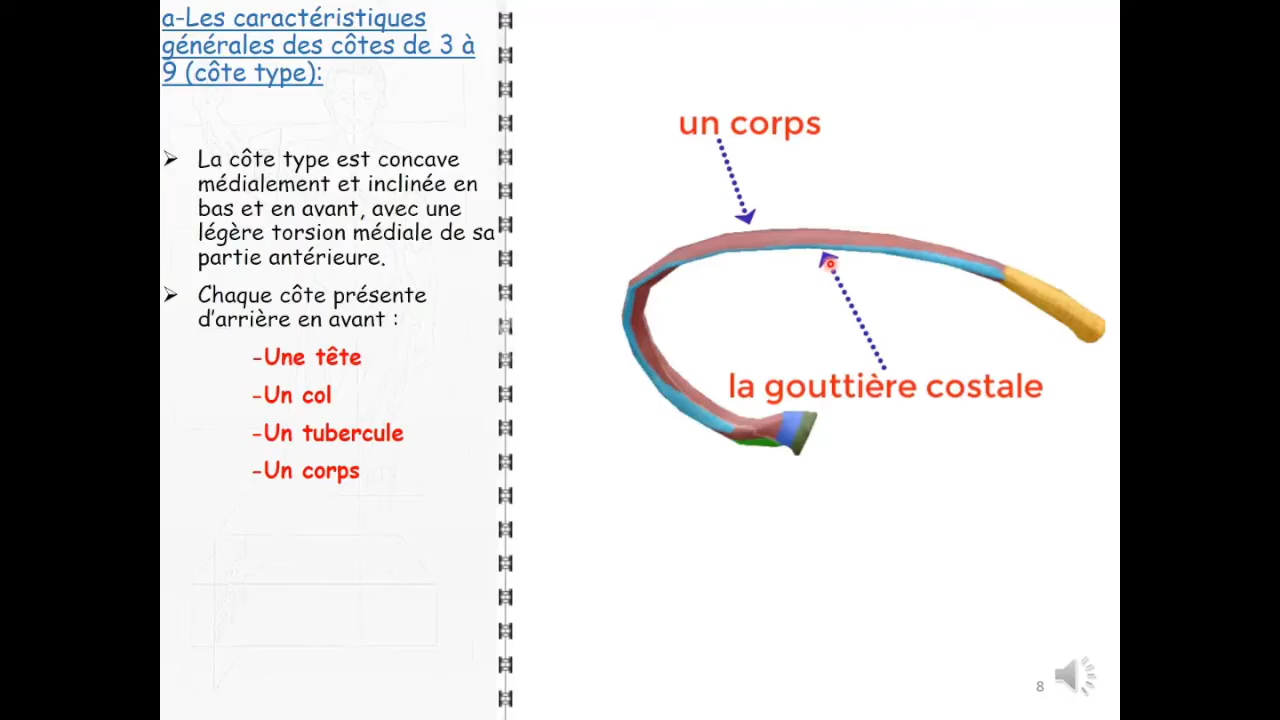 a-Les caractéristiques
générales des côtes de 3 à
9 (côte type):
La côte type est concave
médialement et inclinée en
bas et en avant, avec une
légère torsion médiale de sa
partie antérieure.
Chaque côte présente
d’arrière en avant :
-Une tête
-Un col
-Un tubercule
-Un corps
un corps
la gouttière costale
8